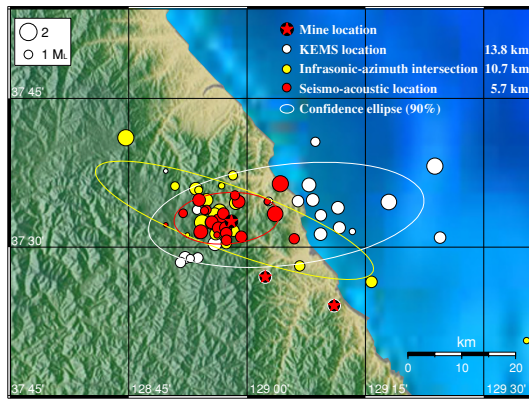 2
1 ML
Mine location
KEMS location 13.8 km
Infrasonic-azimuth intersection 10.7 km
Seismo-acoustic location 5.7 km
Confidence ellipse (90%)
37 45'
37 30'
km
0 10 20
37 45'
128 45'
129 00'
129 15'
129 30'